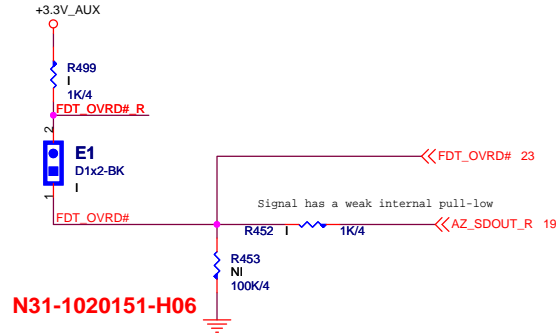 +3.3V_AUX
R499
I
1K/4
FDT_OVRD#_R
2
E1
D1x2-BK
I
1
FDT_OVRD# 23
Signal has a weak internal pull-low
FDT_OVRD#
R452 I 1K/4
AZ_SDOUT_R 19
R453
NI
100K/4
N31-1020151-H06